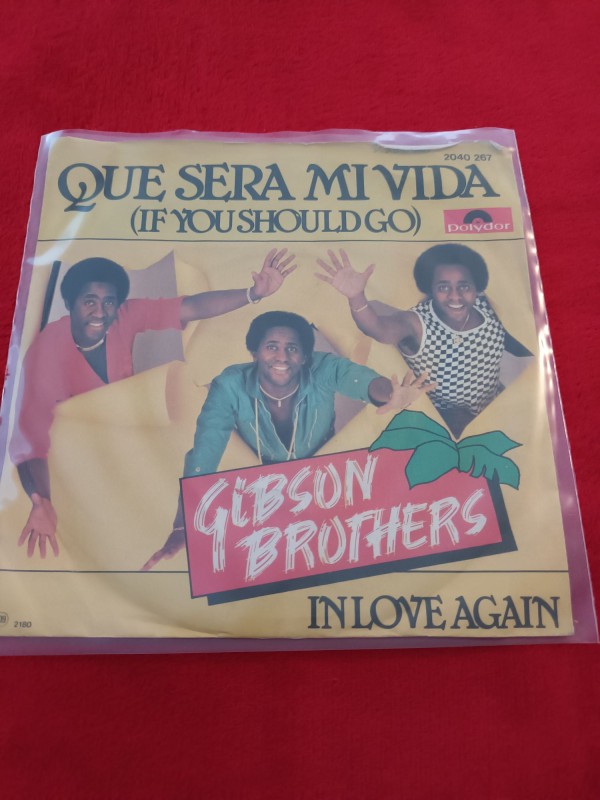 2040 267
QUE SERA MI VIDA
(IF YOU SHOULD GO)
polydor
GiBSON
BROTHERS
IN LOVE AGAIN
2180